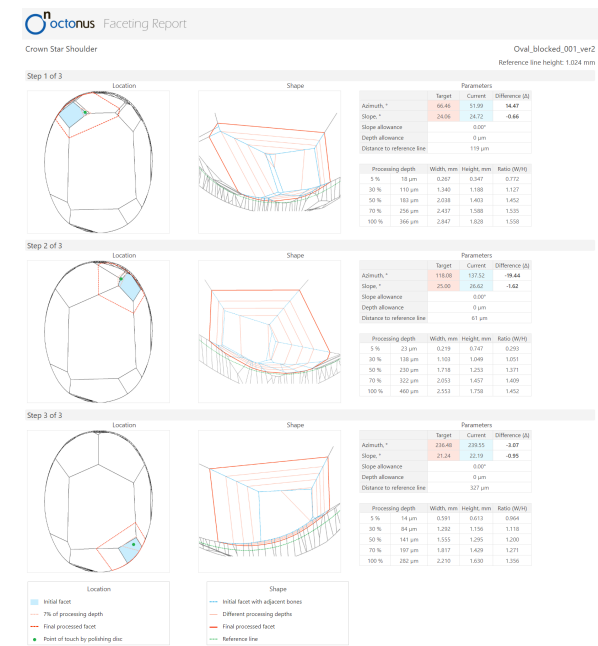 octonus Faceting Report
Crown Star Shoulder
Oval_blocked_001_ver2
Reference line height: 1.024 mm
Step 1 of 3
Location
Shape
Parameters
Target Current Difference (Δ)
Azimuth, ° 66.46 51.99 14.47
Slope, ° 24.06 24.72 -0.66
Slope allowance 0.00°
Depth allowance 0 µm
Distance to reference line 119 µm
Processing depth Width, mm Height, mm Ratio (W/H)
5 % 18 µm 0.267 0.347 0.772
30 % 110 µm 1.340 1.188 1.127
50 % 183 µm 2.038 1.403 1.452
70 % 256 µm 2.437 1.588 1.535
100 % 366 µm 2.847 1.828 1.558
Step 2 of 3
Location
Shape
Parameters
Target Current Difference (Δ)
Azimuth, ° 118.08 137.52 -19.44
Slope, ° 25.00 26.62 -1.62
Slope allowance 0.00°
Depth allowance 0 µm
Distance to reference line 61 µm
Processing depth Width, mm Height, mm Ratio (W/H)
5 % 23 µm 0.219 0.747 0.293
30 % 138 µm 1.103 1.049 1.051
50 % 230 µm 1.718 1.253 1.371
70 % 322 µm 2.053 1.457 1.409
100 % 460 µm 2.553 1.758 1.452
Step 3 of 3
Location
Shape
Parameters
Target Current Difference (Δ)
Azimuth, ° 236.48 239.55 -3.07
Slope, ° 21.24 22.19 -0.95
Slope allowance 0.00°
Depth allowance 0 µm
Distance to reference line 327 µm
Processing depth Width, mm Height, mm Ratio (W/H)
5 % 14 µm 0.591 0.613 0.964
30 % 84 µm 1.292 1.156 1.118
50 % 141 µm 1.555 1.295 1.200
70 % 197 µm 1.817 1.429 1.271
100 % 282 µm 2.210 1.630 1.356
Location
Initial facet
7% of processing depth
Final processed facet
Point of touch by polishing disc
Shape
Initial facet with adjacent bones
Different processing depths
Final processed facet
Reference line